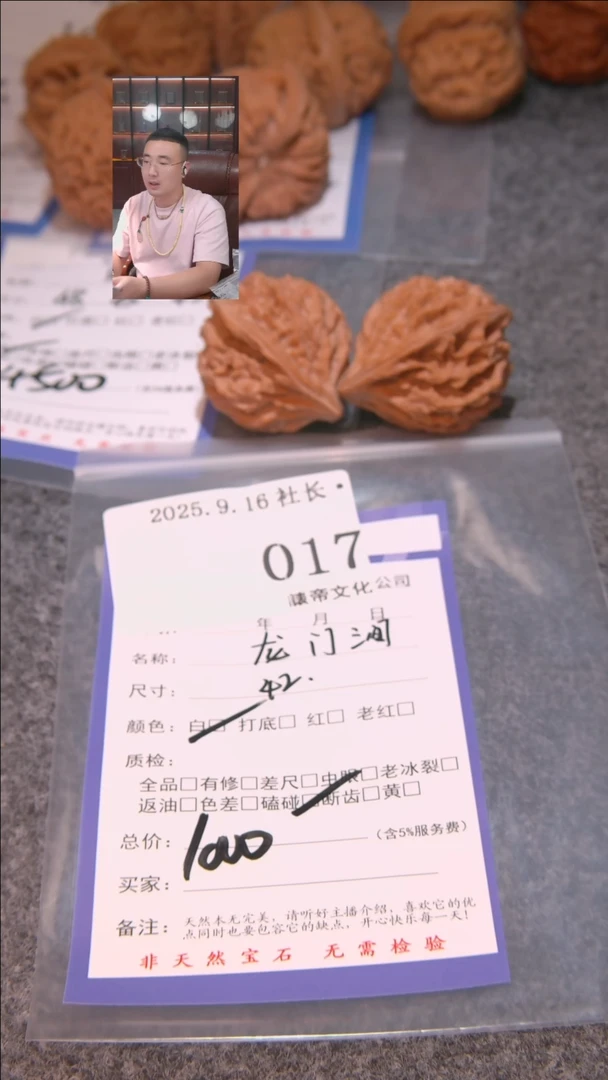 2025.9.16 社长
017
禳帝文化公司
年 月 日
名称: 龙门涧
尺寸: 42.
颜色: 白□ 打底□ 红□ 老红□
质检:
全品□有修□差尺□虫眼□老冰裂□
返油□色差□磕碰□断齿□黄□
总价: 1000 (含5%服务费)
买家:
备注: 天然本无完美, 请听好主播介绍, 喜欢它的优
点同时也要包容它的缺点, 开心快乐每一天!
非天然宝石 无需检验